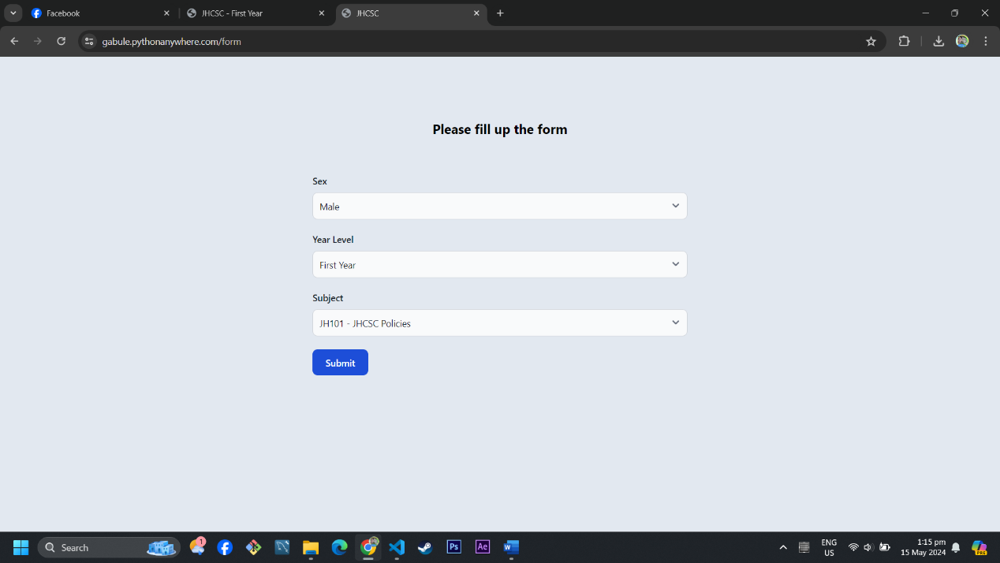 Facebook
JHCSC - First Year
JHCSC
gabule.pythonanywhere.com/form
Please fill up the form
Sex
Male
Year Level
First Year
Subject
JH101 - JHCSC Policies
Submit
Search
1
Ps
Ae
W
ENG
US
1:15 pm
15 May 2024
PRE